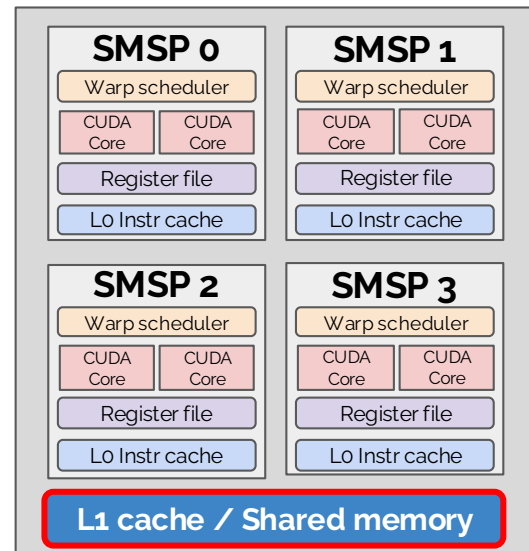 SMSP 0
Warp scheduler
CUDA Core
CUDA Core
Register file
L0 Instr cache
SMSP 1
Warp scheduler
CUDA Core
CUDA Core
Register file
L0 Instr cache
SMSP 2
Warp scheduler
CUDA Core
CUDA Core
Register file
L0 Instr cache
SMSP 3
Warp scheduler
CUDA Core
CUDA Core
Register file
L0 Instr cache
L1 cache / Shared memory